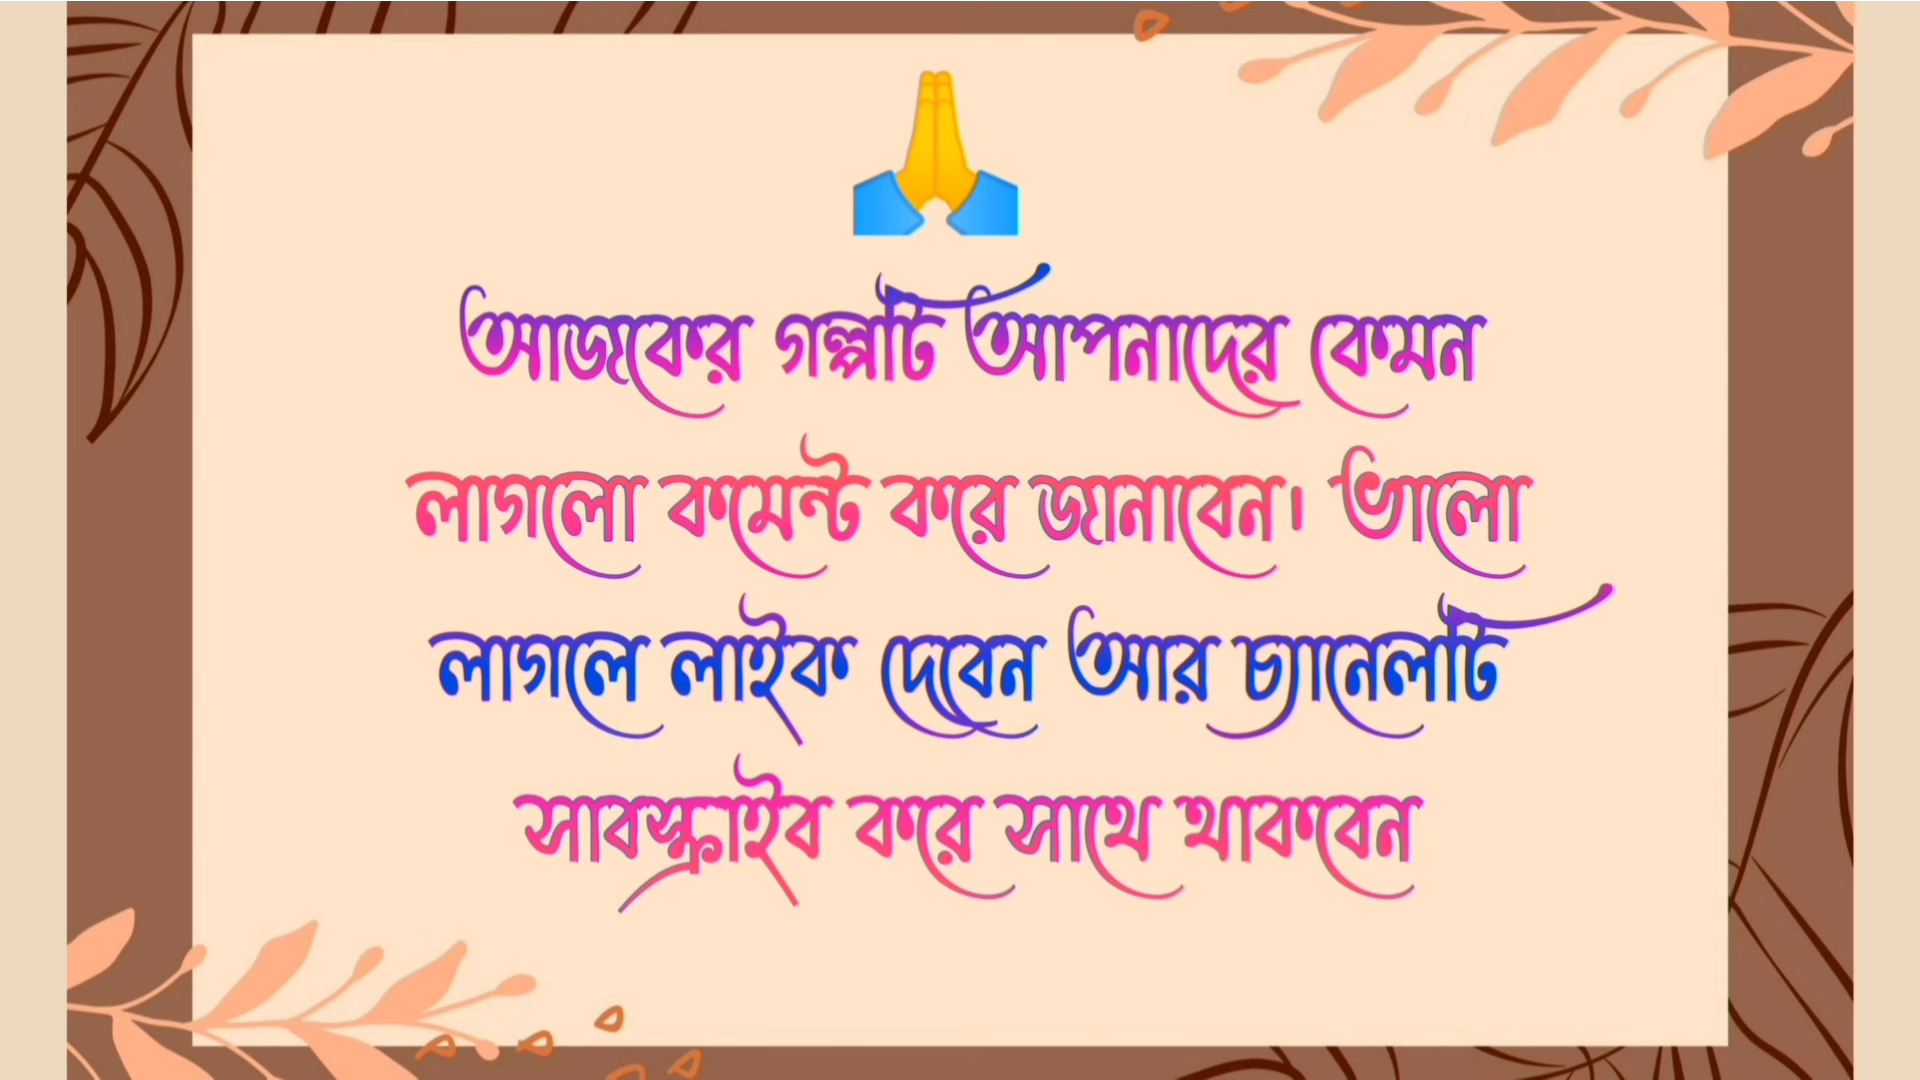 আজকের গল্পটি আপনাদের কেমন
লাগলো কমেন্ট করে জানাবেন। ভালো
লাগলে লাইক দেবেন আর চ্যানেলটি
সাবস্ক্রাইব করে সাথে থাকবেন